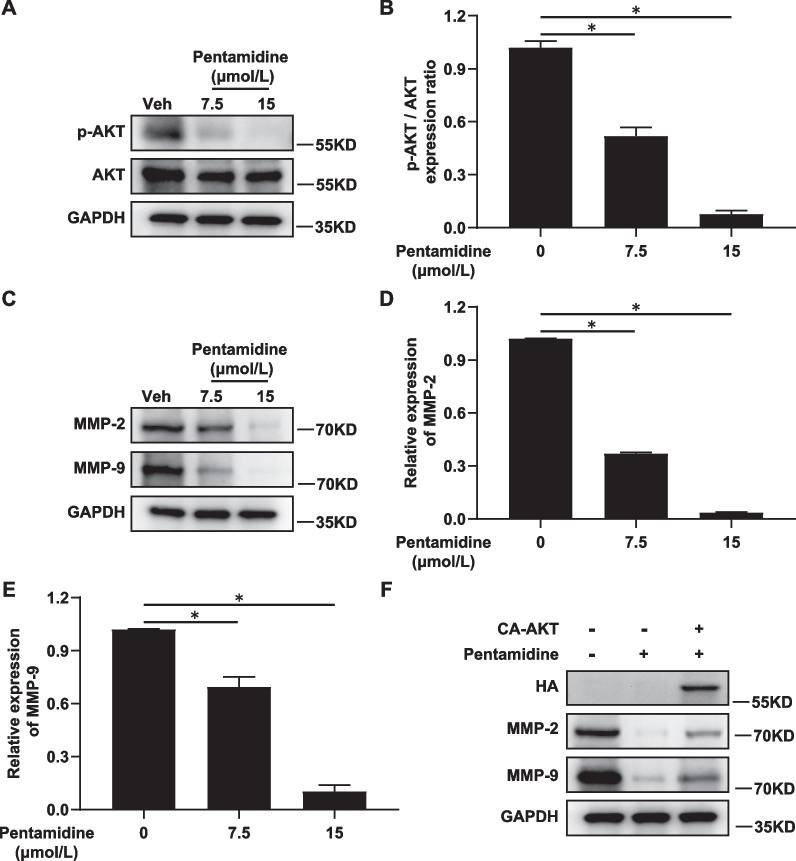 A
Pentamidine
(μmol/L)
Veh 7.5 15
p-AKT
55KD
AKT
55KD
GAPDH
35KD
B
p-AKT / AKT
expression ratio
1.2
0.9
0.6
0.3
0.0
* *
Pentamidine
(μmol/L)
0 7.5 15
C
Pentamidine
(μmol/L)
Veh 7.5 15
MMP-2
70KD
MMP-9
70KD
GAPDH
35KD
D
Relative expression
of MMP-2
1.2
0.9
0.6
0.3
0.0
* *
Pentamidine
(μmol/L)
0 7.5 15
E
Relative expression
of MMP-9
1.2
0.9
0.6
0.3
0.0
* *
Pentamidine
(μmol/L)
0 7.5 15
F
CA-AKT - - +
Pentamidine - + +
HA
55KD
MMP-2
70KD
MMP-9
70KD
GAPDH
35KD